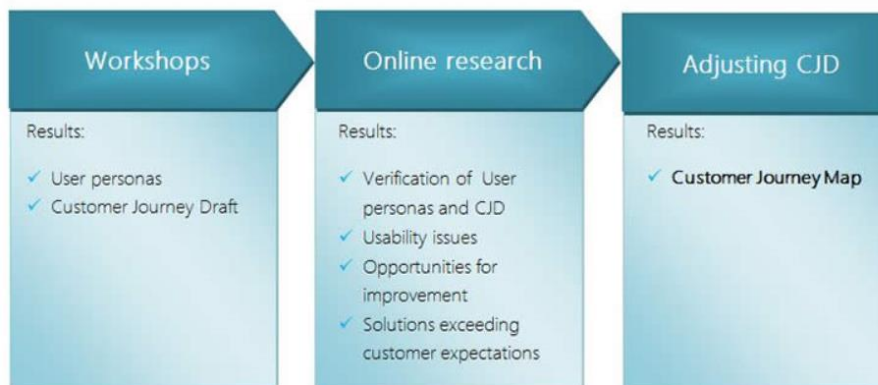 Workshops
Results:
✓ User personas
✓ Customer Journey Draft
Online research
Results:
✓ Verification of User
personas and CJD
✓ Usability issues
✓ Opportunities for
improvement
✓ Solutions exceeding
customer expectations
Adjusting CJD
Results:
✓ Customer Journey Map